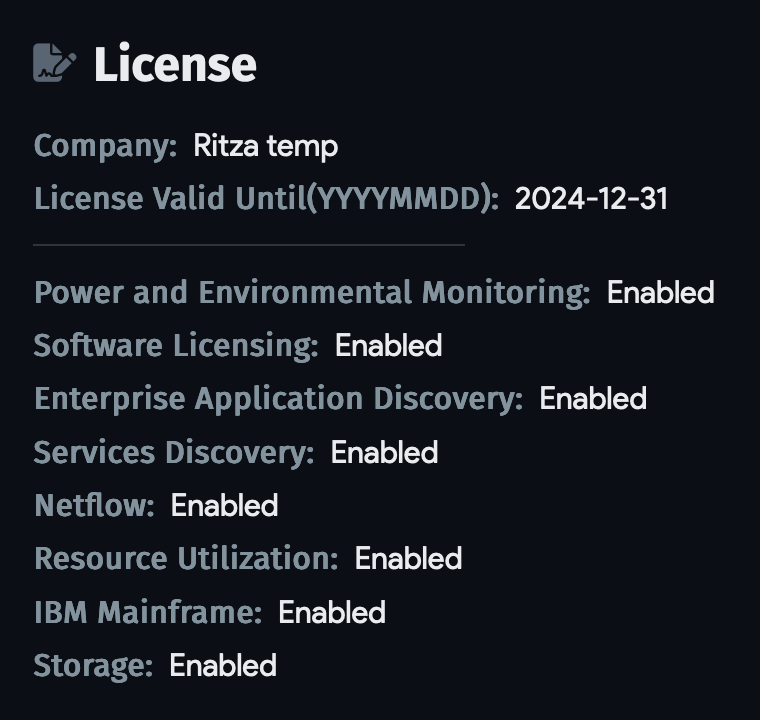 License
Company: Ritza temp
License Valid Until(YYYYMMDD): 2024-12-31
Power and Environmental Monitoring: Enabled
Software Licensing: Enabled
Enterprise Application Discovery: Enabled
Services Discovery: Enabled
Netflow: Enabled
Resource Utilization: Enabled
IBM Mainframe: Enabled
Storage: Enabled